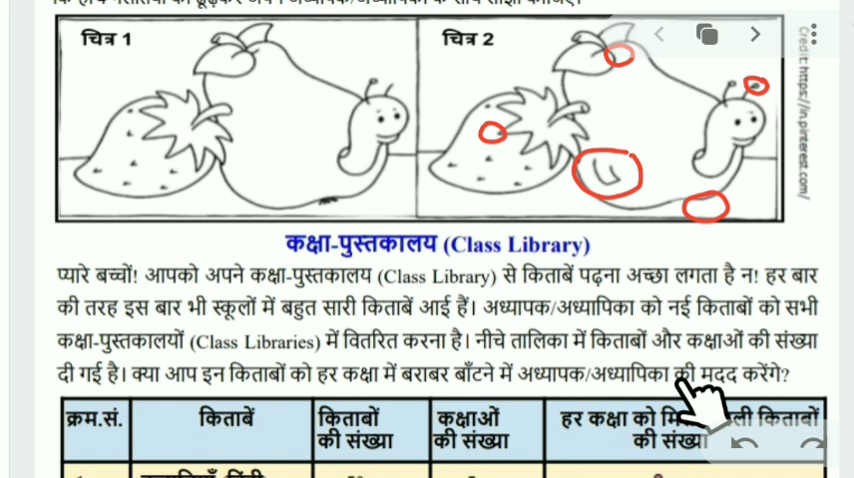 चित्र 1
चित्र 2
Credit: https://in.pinterest.com/
कक्षा-पुस्तकालय (Class Library)
प्यारे बच्चों! आपको अपने कक्षा-पुस्तकालय (Class Library) से किताबें पढ़ना अच्छा लगता है न! हर बार
की तरह इस बार भी स्कूलों में बहुत सारी किताबें आई हैं। अध्यापक/अध्यापिका को नई किताबों को सभी
कक्षा-पुस्तकालयों (Class Libraries) में वितरित करना है। नीचे तालिका में किताबों और कक्षाओं की संख्या
दी गई है। क्या आप इन किताबों को हर कक्षा में बराबर बाँटने में अध्यापक/अध्यापिका की मदद करेंगे?
क्रम.सं. किताबें किताबों कक्षाओं हर कक्षा को किताबों
की संख्या की संख्या की संख्या